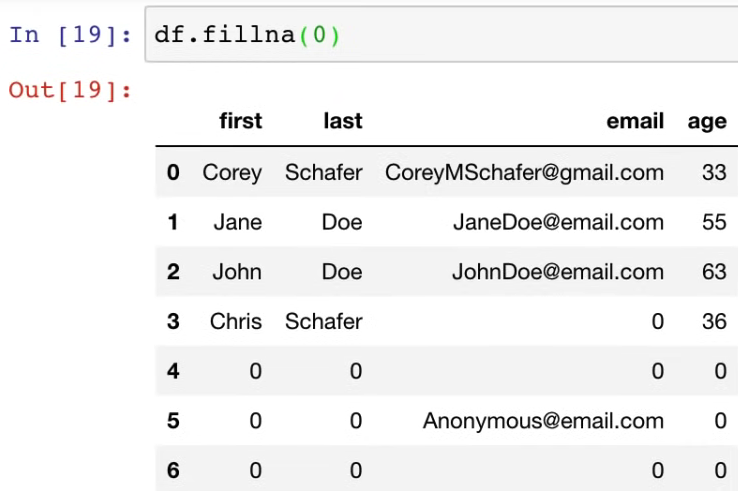 In [19]: df.fillna(0)
Out[19]:
first last email age
0 Corey Schafer CoreyMSchafer@gmail.com 33
1 Jane Doe JaneDoe@email.com 55
2 John Doe JohnDoe@email.com 63
3 Chris Schafer 0 36
4 0 0 0 0
5 0 0 Anonymous@email.com 0
6 0 0 0 0